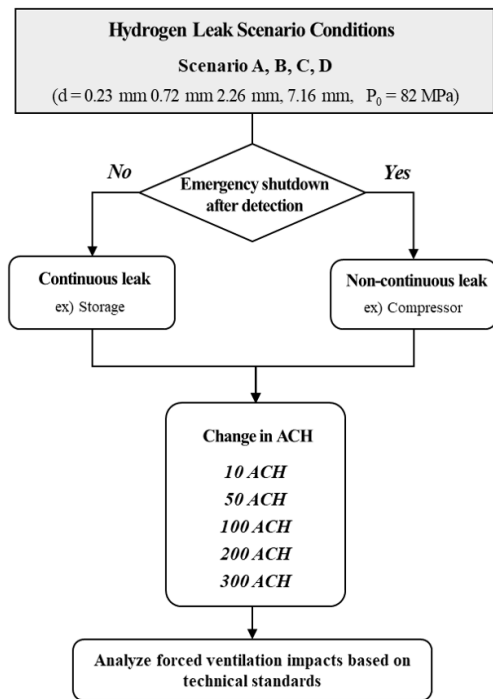 Hydrogen Leak Scenario Conditions
Scenario A, B, C, D
(d = 0.23 mm 0.72 mm 2.26 mm, 7.16 mm, P₀ = 82 MPa)
No
Emergency shutdown
after detection
Yes
Continuous leak
ex) Storage
Non-continuous leak
ex) Compressor
Change in ACH
10 ACH
50 ACH
100 ACH
200 ACH
300 ACH
Analyze forced ventilation impacts based on
technical standards